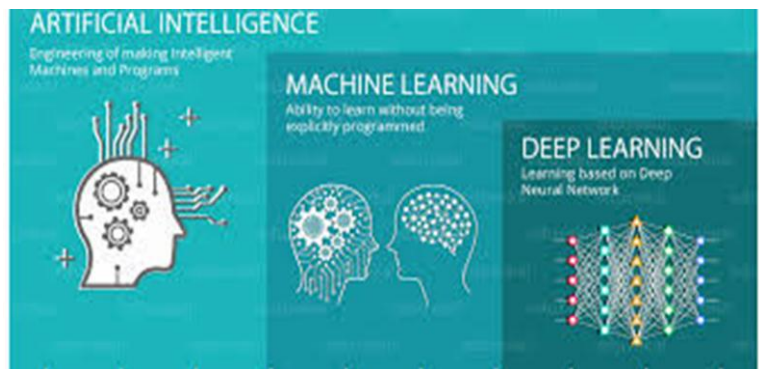 ARTIFICIAL INTELLIGENCE
Engineering of making Intelligent
Machines and Programs
MACHINE LEARNING
Ability to learn without being
explicitly programmed
DEEP LEARNING
Learning based on Deep
Neural Network